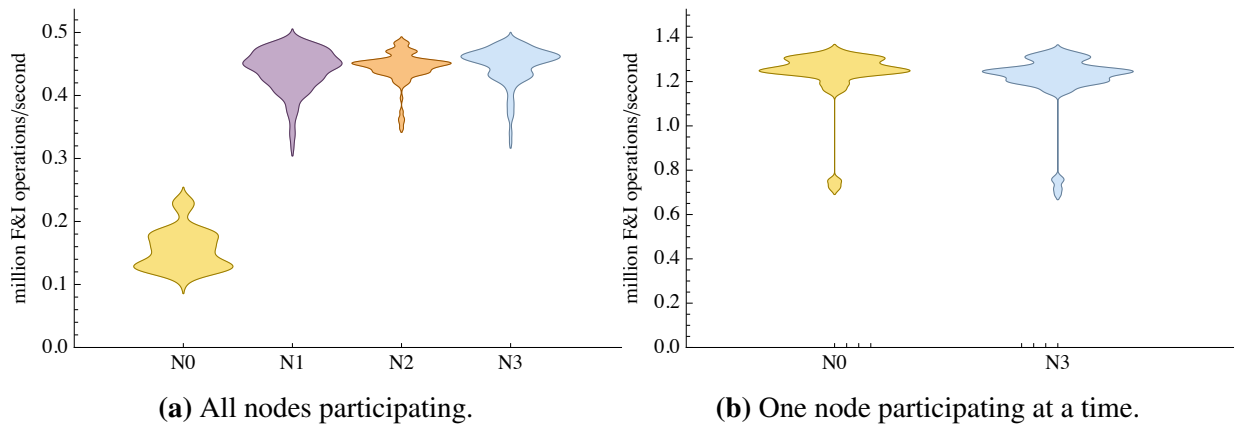 million F&I operations/second
0.5
0.4
0.3
0.2
0.1
0.0
N0 N1 N2 N3
(a) All nodes participating.
million F&I operations/second
1.4
1.2
1.0
0.8
0.6
0.4
0.2
0.0
N0 N3
(b) One node participating at a time.